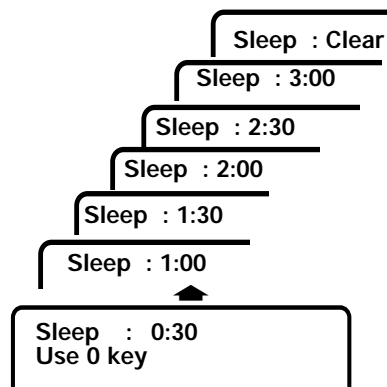 Sleep : Clear
Sleep : 3:00
Sleep : 2:30
Sleep : 2:00
Sleep : 1:30
Sleep : 1:00
Sleep : 0:30
Use 0 key